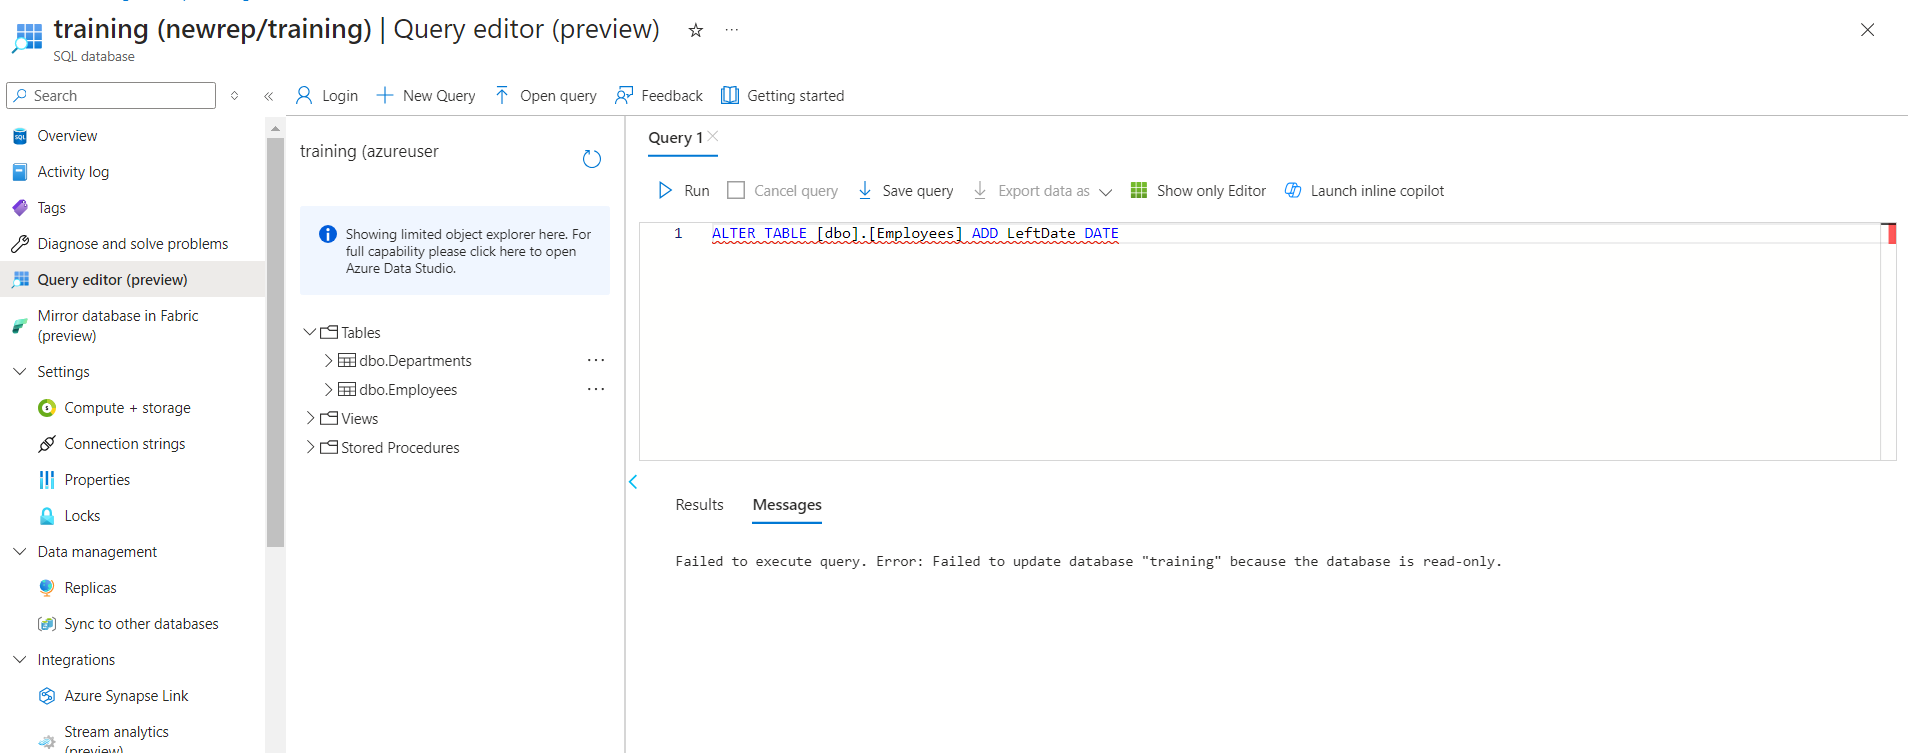 training (newrep/training) | Query editor (preview)
SQL database
Search
Login
New Query
Open query
Feedback
Getting started
Overview
Activity log
Tags
Diagnose and solve problems
Query editor (preview)
Mirror database in Fabric
(preview)
Settings
Compute + storage
Connection strings
Properties
Locks
Data management
Replicas
Sync to other databases
Integrations
Azure Synapse Link
Stream analytics
(preview)
training (azureuser
Showing limited object explorer here. For
full capability please click here to open
Azure Data Studio.
Tables
dbo.Departments
dbo.Employees
Views
Stored Procedures
Query 1
Run
Cancel query
Save query
Export data as
Show only Editor
Launch inline copilot
1 ALTER TABLE [dbo].[Employees] ADD LeftDate DATE
Results
Messages
Failed to execute query. Error: Failed to update database "training" because the database is read-only.